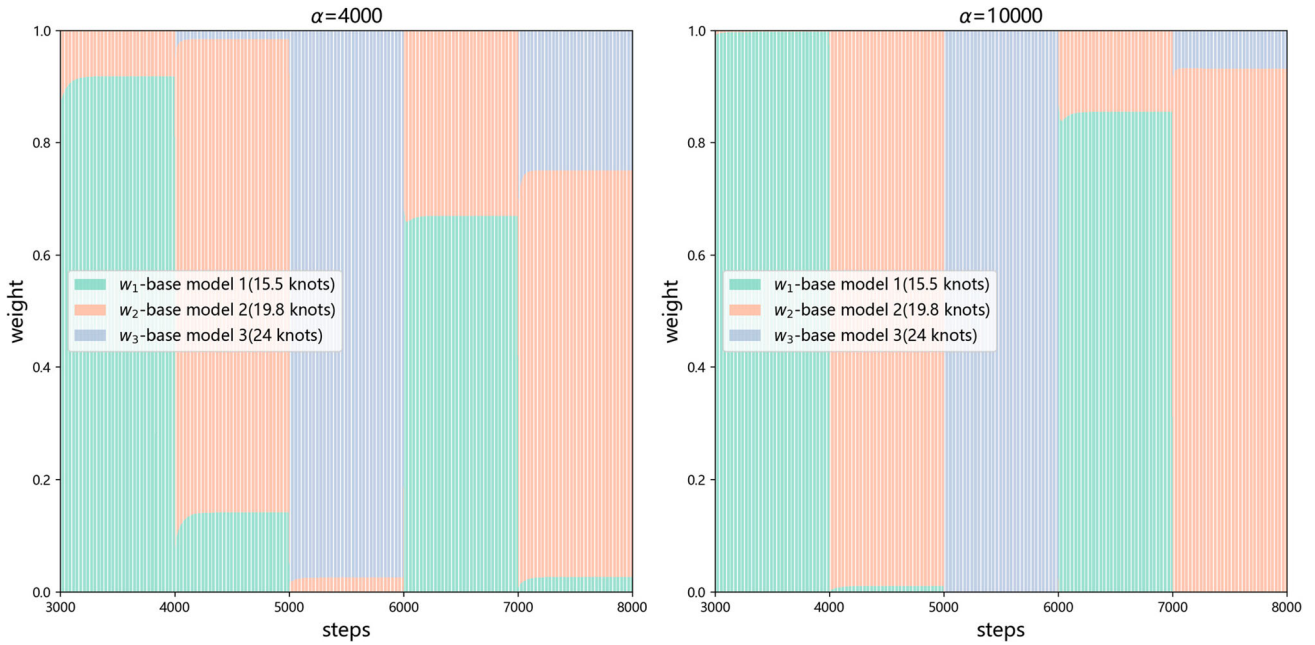 α=4000
1.0
0.8
0.6
0.4
0.2
0.0
weight
w₁-base model 1(15.5 knots)
w₂-base model 2(19.8 knots)
w₃-base model 3(24 knots)
3000 4000 5000 6000 7000 8000
steps
α=10000
1.0
0.8
0.6
0.4
0.2
0.0
weight
w₁-base model 1(15.5 knots)
w₂-base model 2(19.8 knots)
w₃-base model 3(24 knots)
3000 4000 5000 6000 7000 8000
steps